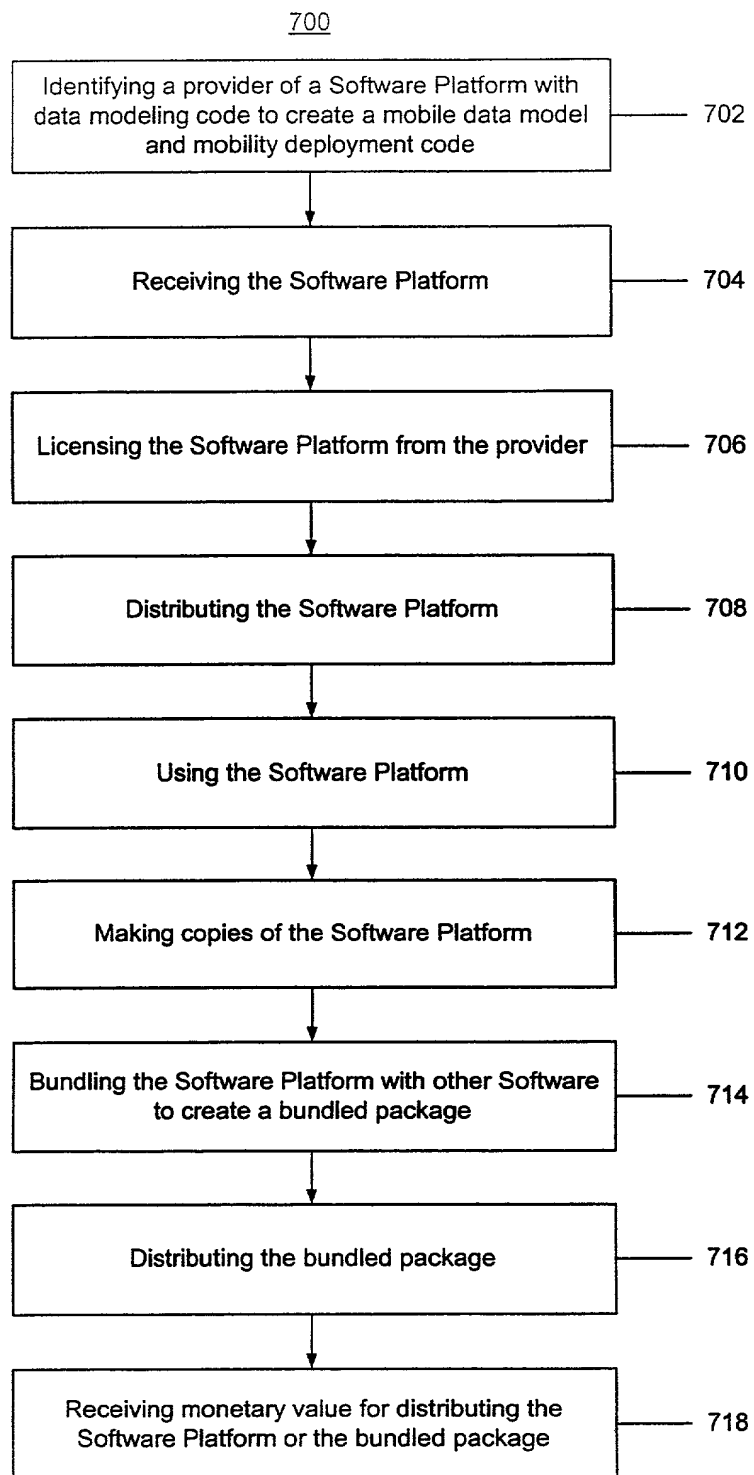 700
Identifying a provider of a Software Platform with
data modeling code to create a mobile data model
and mobility deployment code
702
Receiving the Software Platform
704
Licensing the Software Platform from the provider
706
Distributing the Software Platform
708
Using the Software Platform
710
Making copies of the Software Platform
712
Bundling the Software Platform with other Software
to create a bundled package
714
Distributing the bundled package
716
Receiving monetary value for distributing the
Software Platform or the bundled package
718